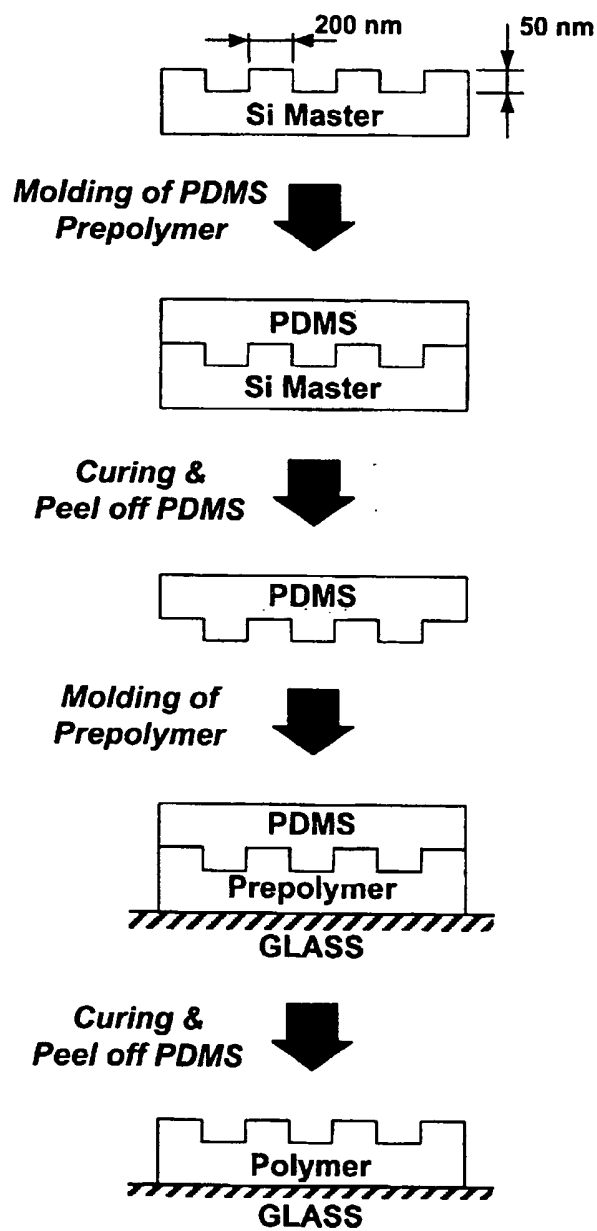 200 nm
50 nm
Si Master
Molding of PDMS
Prepolymer
PDMS
Si Master
Curing &
Peel off PDMS
PDMS
Molding of
Prepolymer
PDMS
Prepolymer
GLASS
Curing &
Peel off PDMS
Polymer
GLASS